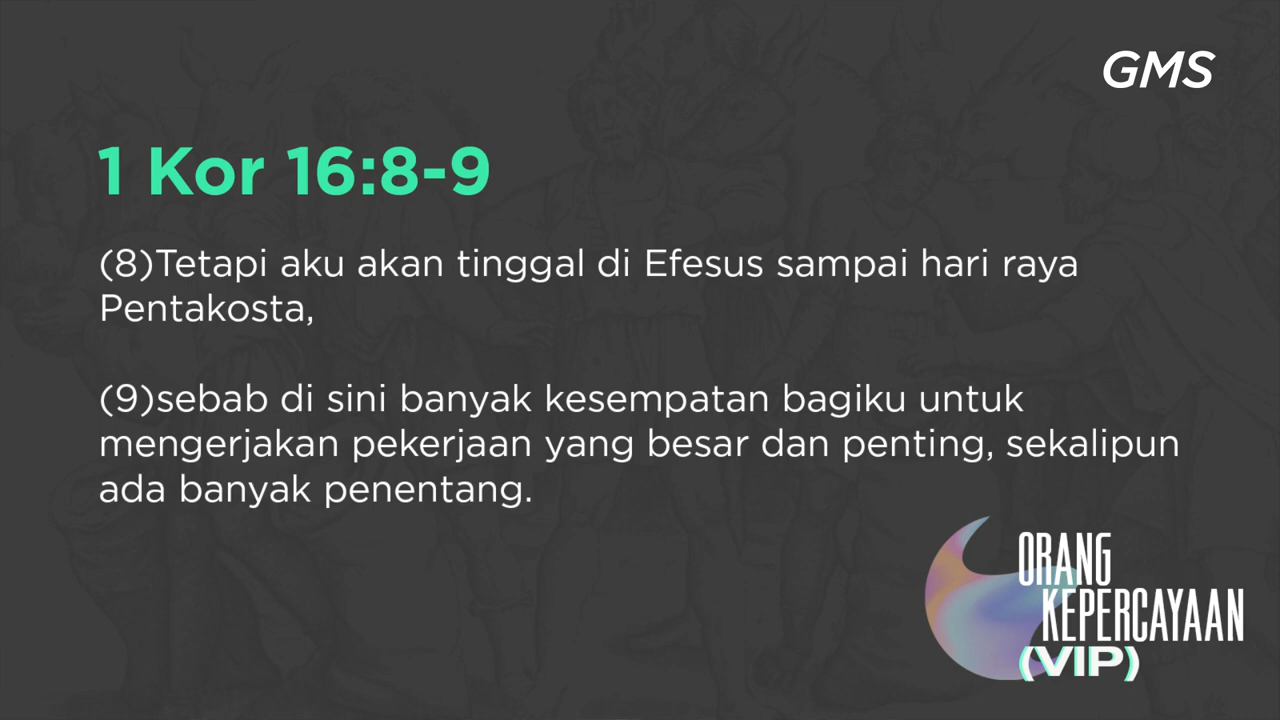 GMS
1 Kor 16:8-9
(8)Tetapi aku akan tinggal di Efesus sampai hari raya
Pentakosta,
(9)sebab di sini banyak kesempatan bagiku untuk
mengerjakan pekerjaan yang besar dan penting, sekalipun
ada banyak penentang.
ORANG
KEPERCAYAAN
(VIP)